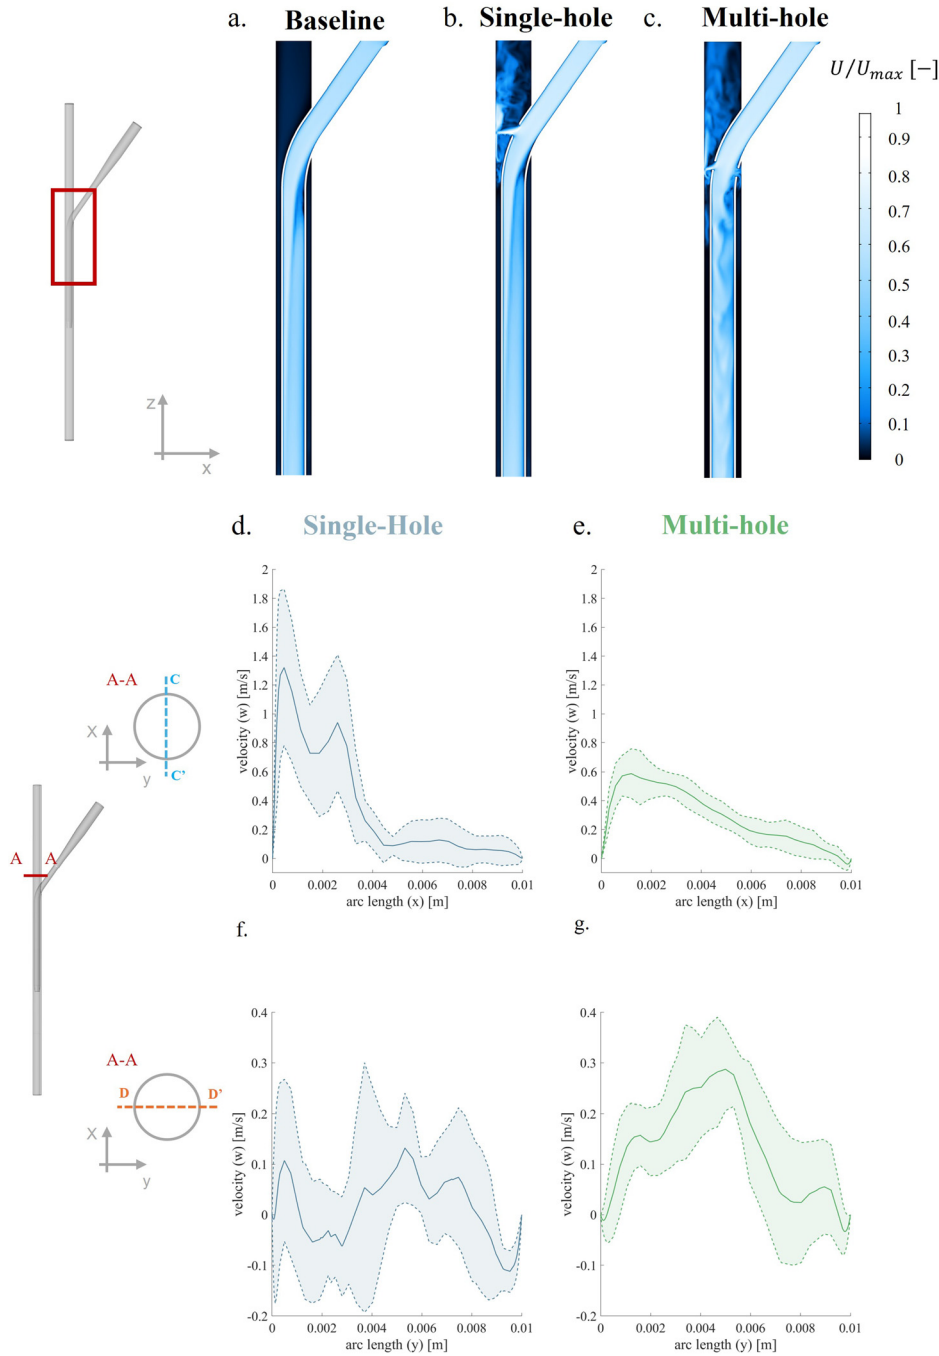 a. Baseline b. Single-hole c. Multi-hole
U/U_max [−]
1
0.9
0.8
0.7
0.6
0.5
0.4
0.3
0.2
0.1
0
z
x
d. Single-Hole e. Multi-hole
A-A
C
C'
X
y
A A
velocity (w) [m/s]
2
1.8
1.6
1.4
1.2
1
0.8
0.6
0.4
0.2
0
0 0.002 0.004 0.006 0.008 0.01
arc length (x) [m]
velocity (w) [m/s]
2
1.8
1.6
1.4
1.2
1
0.8
0.6
0.4
0.2
0
0 0.002 0.004 0.006 0.008 0.01
arc length (x) [m]
f. g.
A-A
D D'
X
y
velocity (w) [m/s]
0.4
0.3
0.2
0.1
0
-0.1
-0.2
0 0.002 0.004 0.006 0.008 0.01
arc length (y) [m]
velocity (w) [m/s]
0.4
0.3
0.2
0.1
0
-0.1
-0.2
0 0.002 0.004 0.006 0.008 0.01
arc length (y) [m]